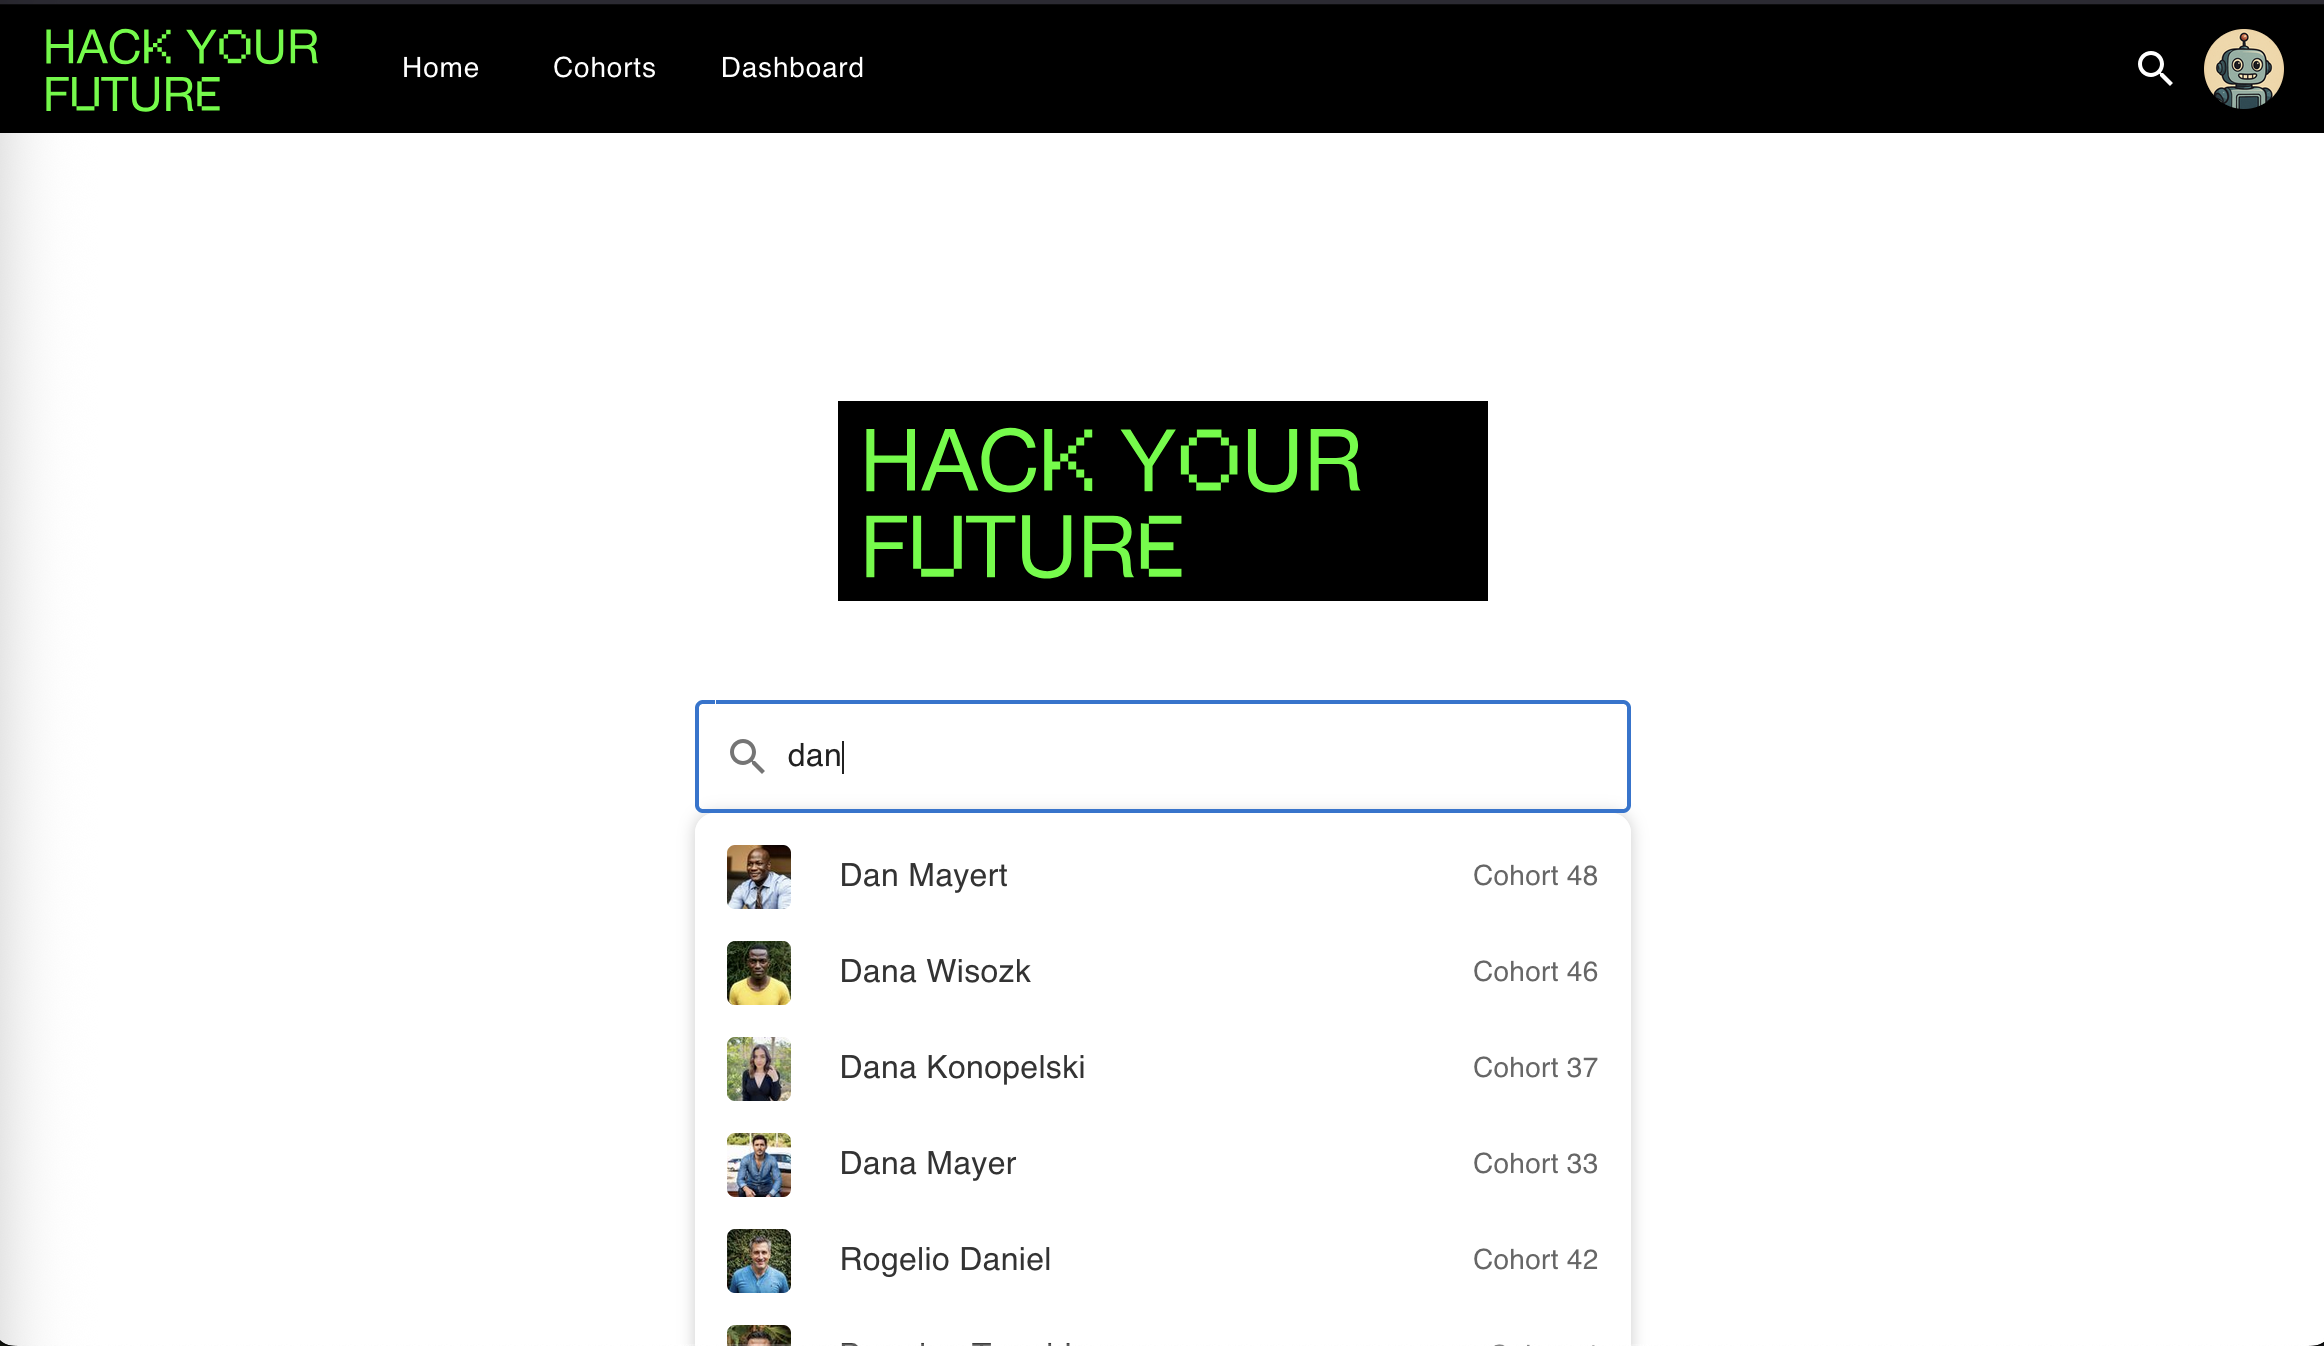 HACK YOUR
FUTURE
Home
Cohorts
Dashboard
HACK YOUR
FUTURE
dan
Dan Mayert
Cohort 48
Dana Wisozk
Cohort 46
Dana Konopelski
Cohort 37
Dana Mayer
Cohort 33
Rogelio Daniel
Cohort 42